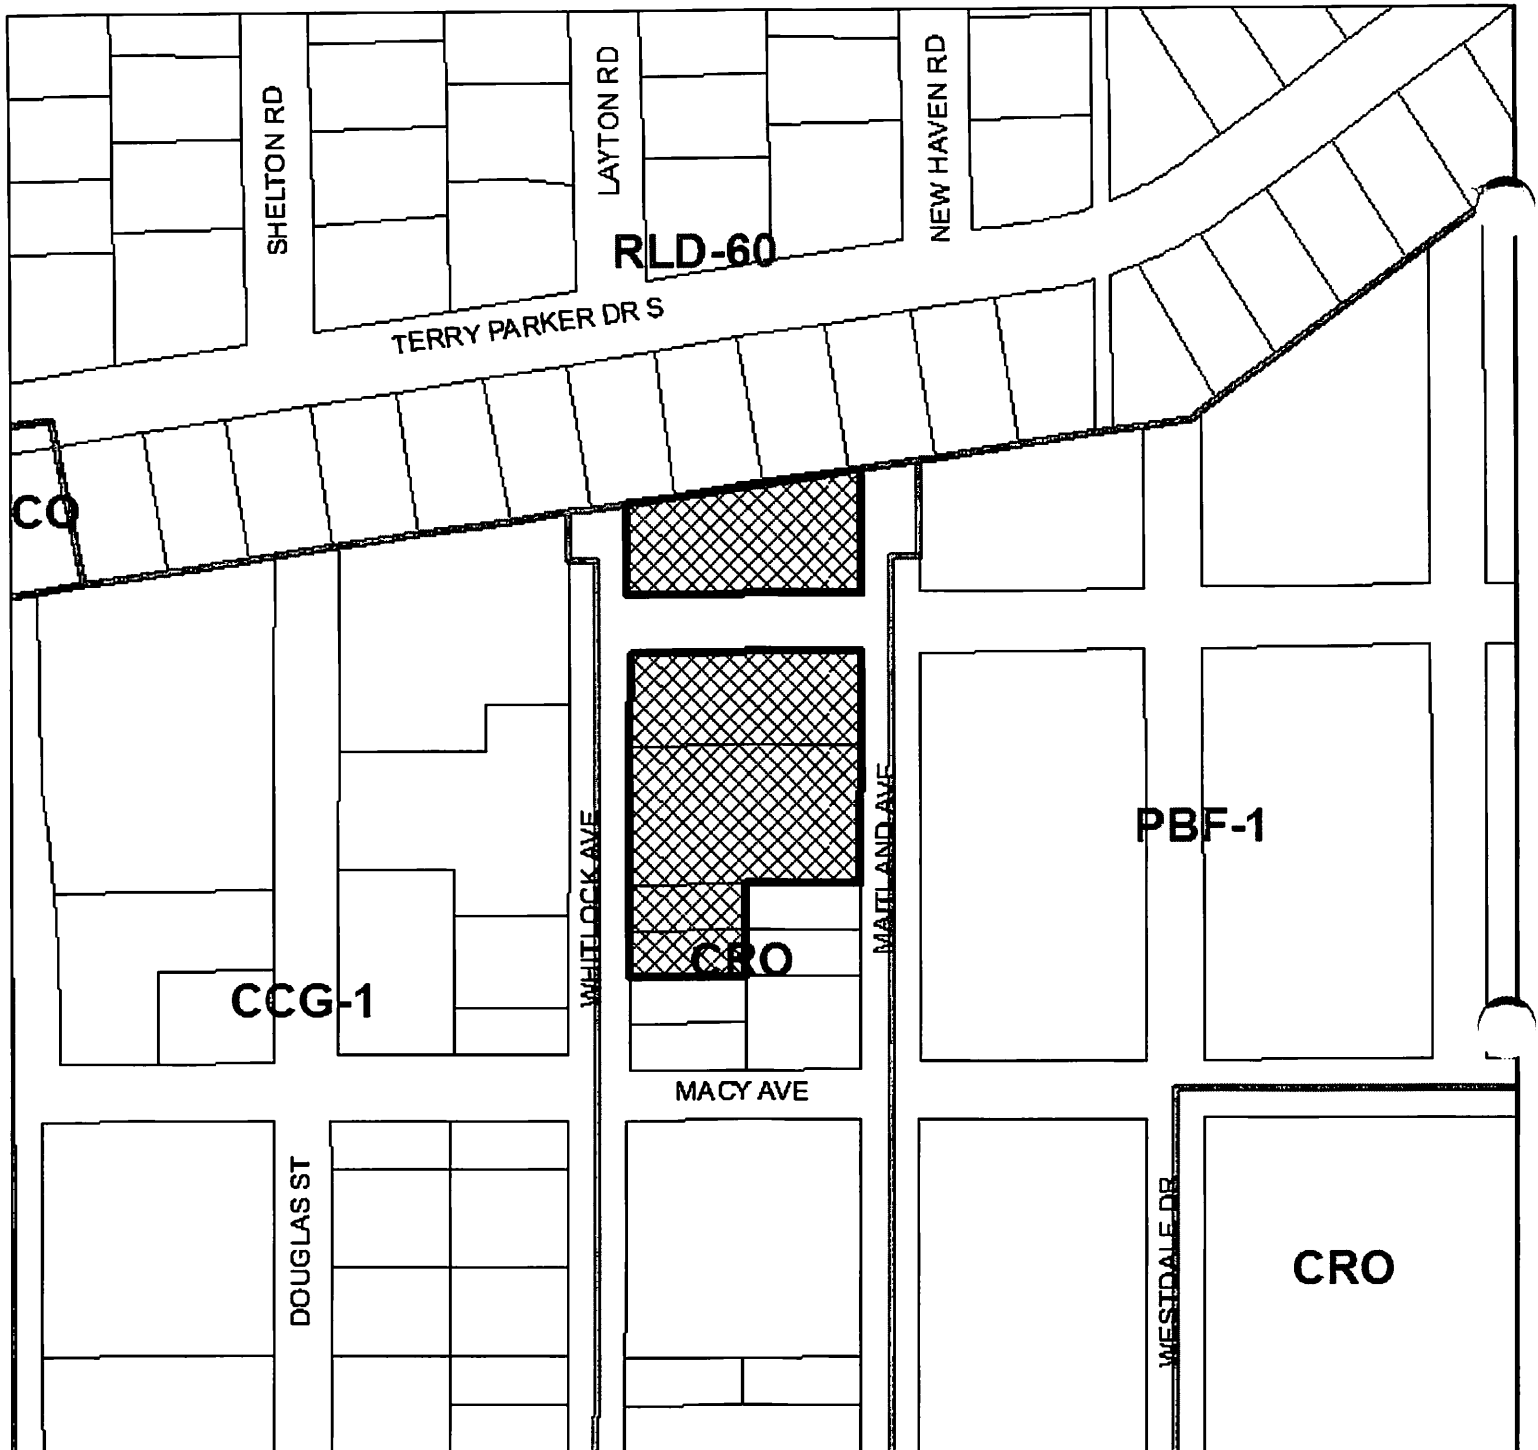 SHELTON RD
LAYTON RD
NEW HAVEN RD
RLD-60
TERRY PARKER DR S
CO
WHITLOCK AVE
MAITLAND AVE
PBF-1
CRO
CCG-1
MACY AVE
DOUGLAS ST
WESTDALE DR
CRO